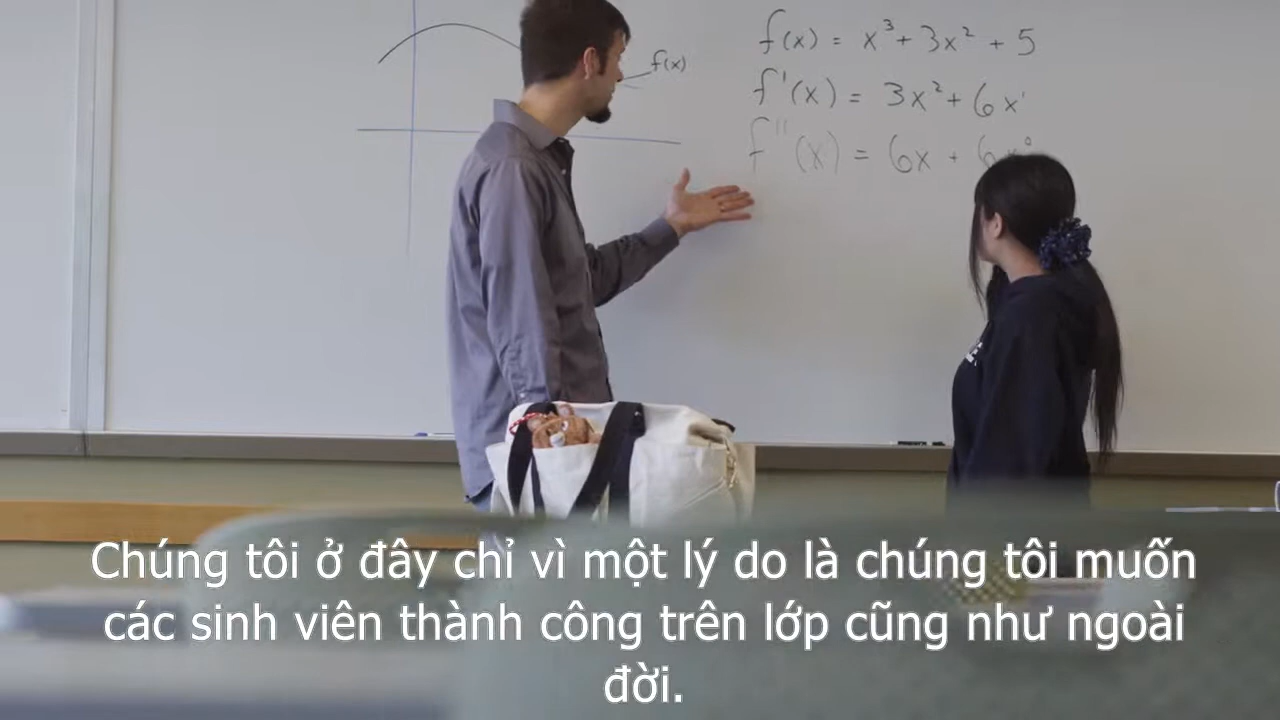 f(x)
f(x) = x³ + 3x² + 5
f'(x) = 3x² + 6x'
f''(x) = 6x + 6x⁰
Chúng tôi ở đây chỉ vì một lý do là chúng tôi muốn
các sinh viên thành công trên lớp cũng như ngoài
đời.